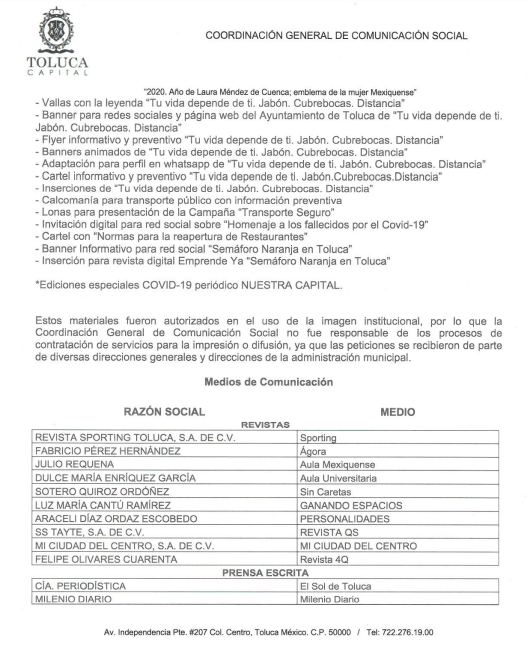 TOLUCA
CAPITAL
COORDINACIÓN GENERAL DE COMUNICACIÓN SOCIAL
"2020. Año de Laura Méndez de Cuenca; emblema de la mujer Mexiquense"
- Vallas con la leyenda "Tu vida depende de ti. Jabón. Cubrebocas. Distancia"
- Banner para redes sociales y página web del Ayuntamiento de Toluca de "Tu vida depende de ti.
Jabón. Cubrebocas. Distancia"
- Flyer informativo y preventivo "Tu vida depende de ti. Jabón. Cubrebocas. Distancia"
- Banners animados de "Tu vida depende de ti. Jabón. Cubrebocas. Distancia"
- Adaptación para perfil en whatsapp de "Tu vida depende de ti. Jabón. Cubrebocas. Distancia"
- Cartel informativo y preventivo "Tu vida depende de ti. Jabón.Cubrebocas.Distancia"
- Inserciones de "Tu vida depende de ti. Jabón. Cubrebocas. Distancia"
- Calcomanía para transporte público con información preventiva
- Lonas para presentación de la Campaña "Transporte Seguro"
- Invitación digital para red social sobre "Homenaje a los fallecidos por el Covid-19"
- Cartel con "Normas para la reapertura de Restaurantes"
- Banner Informativo para red social "Semáforo Naranja en Toluca"
- Inserción para revista digital Emprende Ya "Semáforo Naranja en Toluca"
*Ediciones especiales COVID-19 periódico NUESTRA CAPITAL.
Estos materiales fueron autorizados en el uso de la imagen institucional, por lo que la
Coordinación General de Comunicación Social no fue responsable de los procesos de
contratación de servicios para la impresión o difusión, ya que las peticiones se recibieron de parte
de diversas direcciones generales y direcciones de la administración municipal.
Medios de Comunicación
RAZÓN SOCIAL MEDIO
REVISTAS
REVISTA SPORTING TOLUCA, S.A. DE C.V. Sporting
FABRICIO PÉREZ HERNÁNDEZ Ágora
JULIO REQUENA Aula Mexiquense
DULCE MARÍA ENRÍQUEZ GARCÍA Aula Universitaria
SOTERO QUIROZ ORDÓÑEZ Sin Caretas
LUZ MARÍA CANTÚ RAMÍREZ GANANDO ESPACIOS
ARACELI DÍAZ ORDAZ ESCOBEDO PERSONALIDADES
SS TAYTE, S.A. DE C.V. REVISTA QS
MI CIUDAD DEL CENTRO, S.A. DE C.V. MI CIUDAD DEL CENTRO
FELIPE OLIVARES CUARENTA Revista 4Q
PRENSA ESCRITA
CÍA. PERIODÍSTICA El Sol de Toluca
MILENIO DIARIO Milenio Diario
Av. Independencia Pte. #207 Col. Centro, Toluca México. C.P. 50000 / Tel: 722.276.19.00